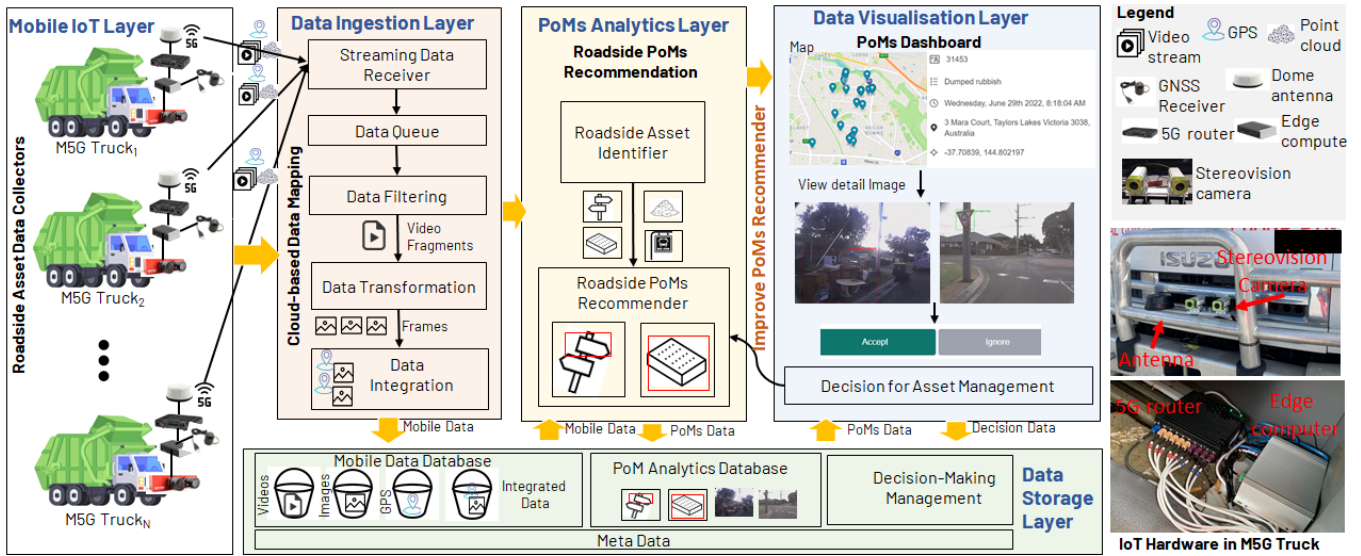 Mobile IoT Layer
Roadside Asset Data Collectors
5G
M5G Truck1
5G
M5G Truck2
5G
M5G TruckN
Data Ingestion Layer
Cloud-based Data Mapping
Streaming Data
Receiver
Data Queue
Data Filtering
Video
Fragments
Data Transformation
Frames
Data
Integration
Mobile Data
PoMs Analytics Layer
Roadside PoMs
Recommendation
Roadside Asset
Identifier
Roadside PoMs
Recommender
Mobile Data
PoMs Data
Improve PoMs Recommender
Data Visualisation Layer
PoMs Dashboard
Map
31453
Dumped rubbish
Wednesday, June 29th 2022, 8:18:04 AM
3 Mara Court, Taylors Lakes Victoria 3038,
Australia
-37.70839, 144.802197
View detail Image
Accept
Ignore
Decision for Asset Management
PoMs Data
Decision Data
Mobile Data Database
Videos
Images
GPS
Integrated
Data
PoM Analytics Database
Decision-Making
Management
Data
Storage
Layer
Meta Data
Legend
Video
stream
GPS
Point
cloud
GNSS
Receiver
Dome
antenna
5G router
Edge
compute
Stereovision
camera
ISUZU
Stereovision
Camera
Antenna
5G router
Edge
computer
IoT Hardware in M5G Truck